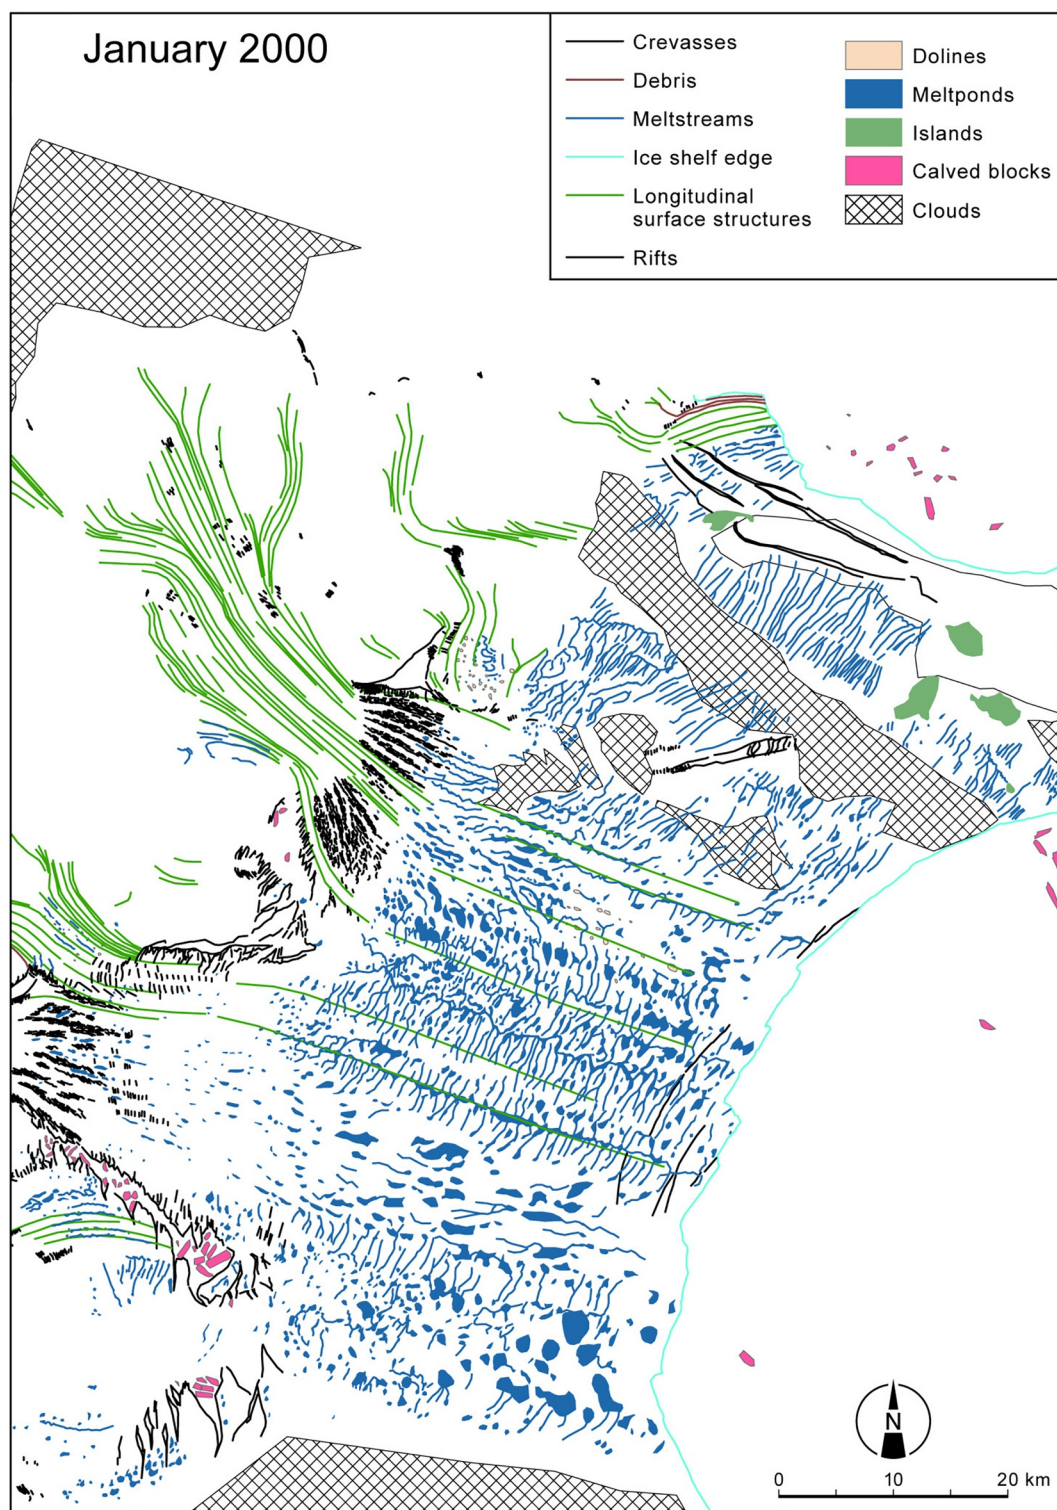 January 2000
Crevasses
Debris
Meltstreams
Ice shelf edge
Longitudinal
surface structures
Rifts
Dolines
Meltponds
Islands
Calved blocks
Clouds
N
0 10 20 km